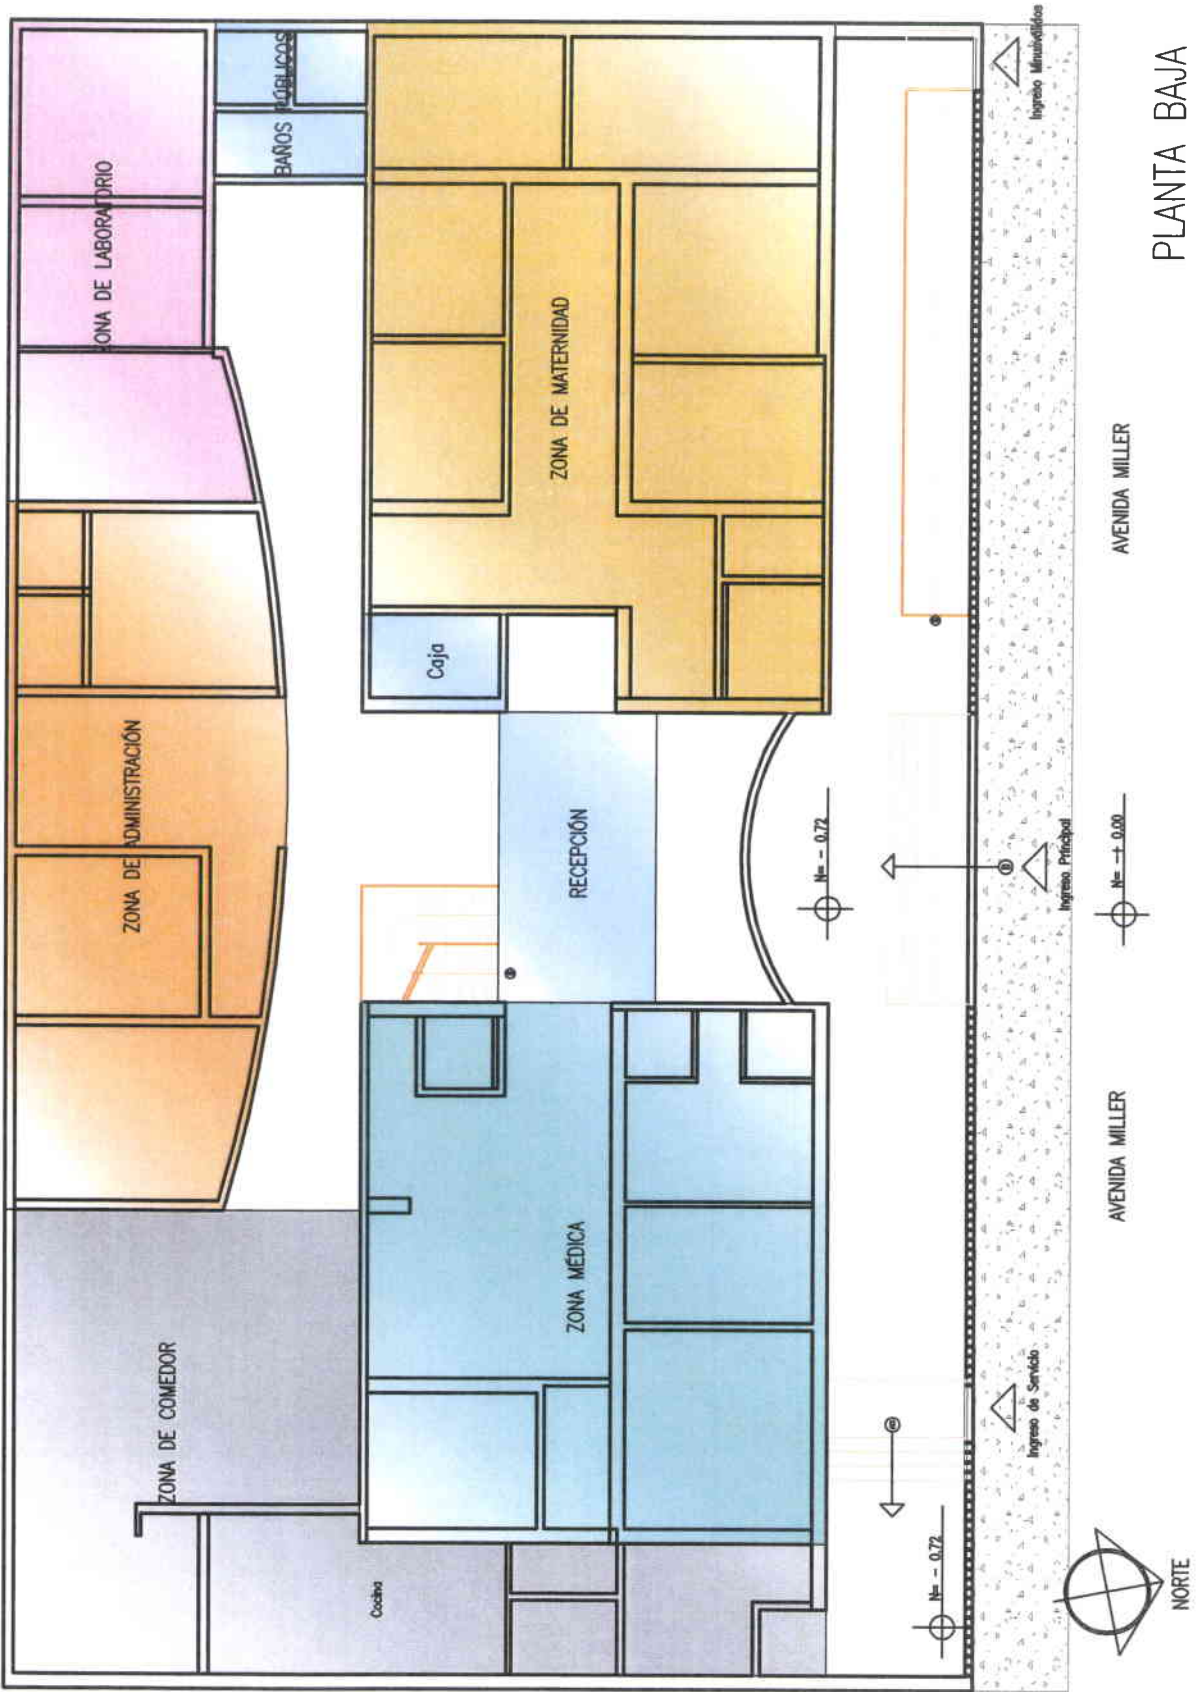 ZONA DE COMEDOR
ZONA DE ADMINISTRACIÓN
ZONA DE LABORATORIO
BAÑOS PÚBLICOS
Cocina
ZONA MÉDICA
RECEPCIÓN
Caja
ZONA DE MATERNIDAD
N= - 0.72
N= - 0.72
Ingreso de Servicio
Ingreso Principal
Ingreso Minusválidos
N= -+ 0.00
AVENIDA MILLER
AVENIDA MILLER
NORTE
PLANTA BAJA